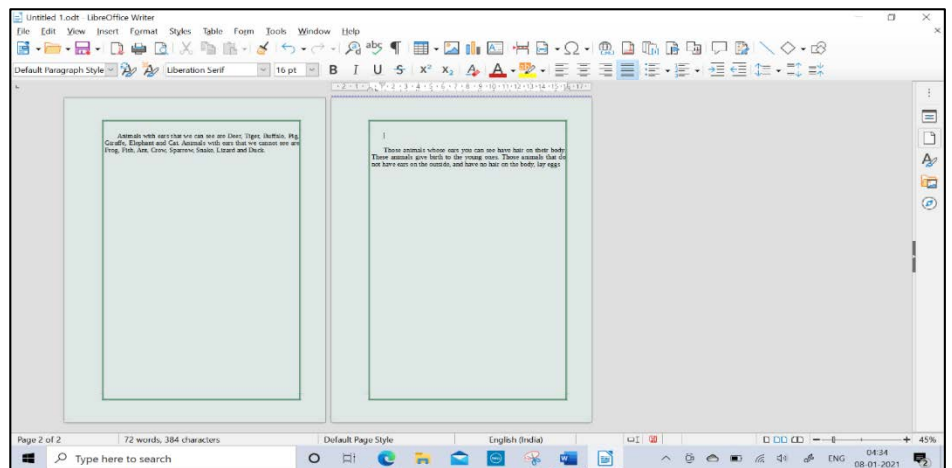 Untitled 1.odt - LibreOffice Writer
File Edit View Insert Format Styles Table Form Tools Window Help
Default Paragraph Style Liberation Serif 16 pt
Animals with ears that we can see are Deer, Tiger, Buffalo, Pig,
Giraffe, Elephant and Cat. Animals with ears that we cannot see are
Frog, Fish, Ant, Crow, Sparrow, Snake, Lizard and Duck.
Those animals whose ears you can see have hair on their body.
These animals give birth to the young ones. Those animals that do
not have ears on the outside, and have no hair on the body, lay eggs
Page 2 of 2 72 words, 384 characters Default Page Style English (India) 45%
Type here to search ENG 04:34
08-01-2021